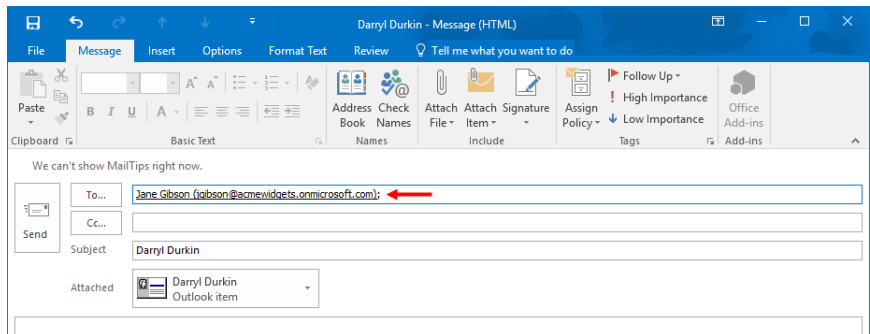 Darryl Durkin - Message (HTML)
File Message Insert Options Format Text Review Tell me what you want to do
Paste
B I U A
Address Book
Check Names
Attach File
Attach Item
Signature
Assign Policy
Follow Up
High Importance
Low Importance
Office Add-ins
Clipboard Basic Text Names Include Tags Add-ins
We can't show MailTips right now.
Send
To... Jane Gibson (jgibson@acmewidgets.onmicrosoft.com);
Cc...
Subject Darryl Durkin
Attached Darryl Durkin
Outlook item